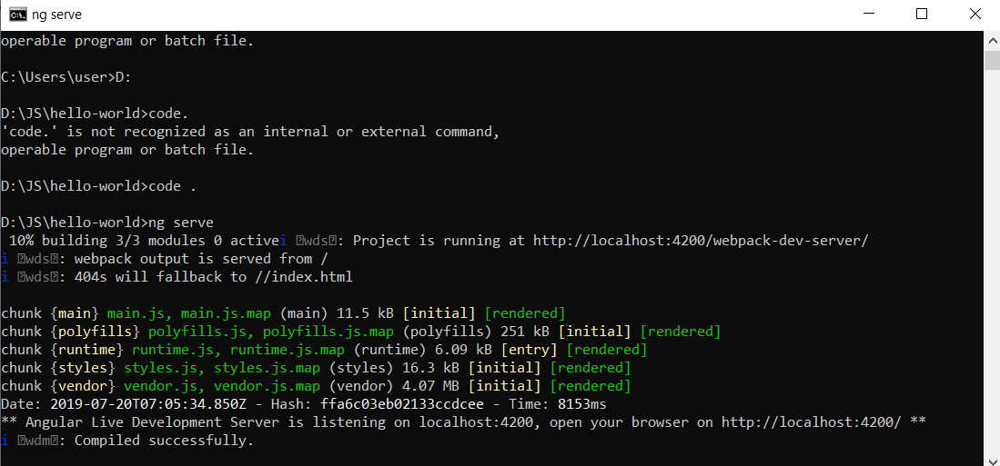 ng serve
operable program or batch file.
C:\Users\user>D:
D:\JS\hello-world>code.
'code.' is not recognized as an internal or external command,
operable program or batch file.
D:\JS\hello-world>code .
D:\JS\hello-world>ng serve
 10% building 3/3 modules 0 activei 「wds」: Project is running at http://localhost:4200/webpack-dev-server/
i 「wds」: webpack output is served from /
i 「wds」: 404s will fallback to //index.html
chunk {main} main.js, main.js.map (main) 11.5 kB [initial] [rendered]
chunk {polyfills} polyfills.js, polyfills.js.map (polyfills) 251 kB [initial] [rendered]
chunk {runtime} runtime.js, runtime.js.map (runtime) 6.09 kB [entry] [rendered]
chunk {styles} styles.js, styles.js.map (styles) 16.3 kB [initial] [rendered]
chunk {vendor} vendor.js, vendor.js.map (vendor) 4.07 MB [initial] [rendered]
Date: 2019-07-20T07:05:34.850Z - Hash: ffa6c03eb02133ccdcee - Time: 8153ms
** Angular Live Development Server is listening on localhost:4200, open your browser on http://localhost:4200/ **
i 「wdm」: Compiled successfully.